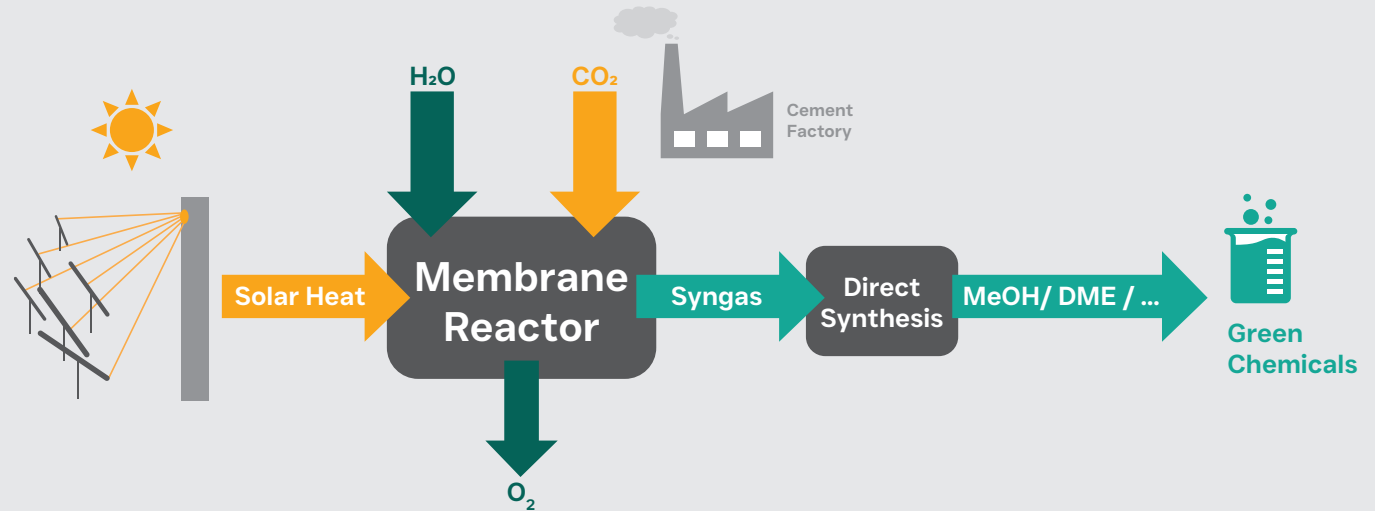 H₂O
CO₂
Cement
Factory
Solar Heat
Membrane
Reactor
Syngas
Direct
Synthesis
MeOH/ DME / ...
Green
Chemicals
O₂